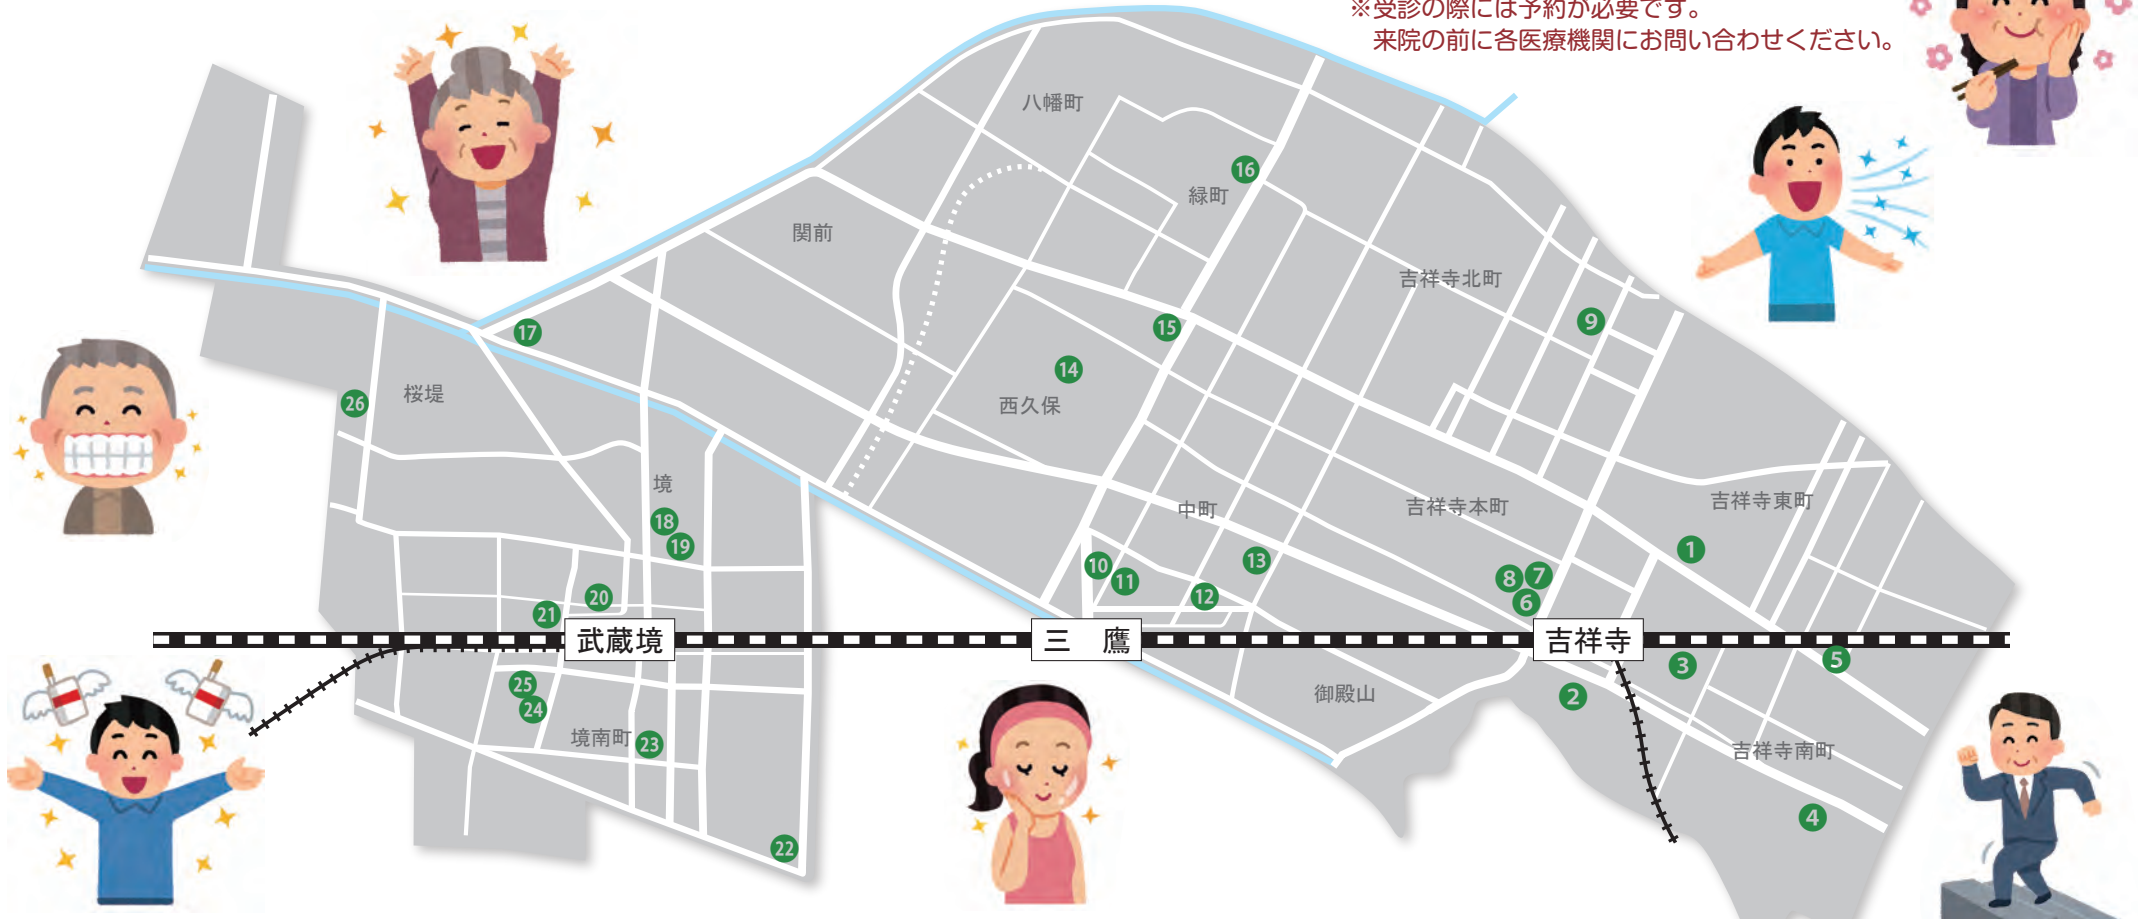 ※受診の際には予約が必要です。
来院の前に各医療機関にお問い合わせください。
八幡町
16
緑町
関前
吉祥寺北町
9
17
15
14
26
桜堤
西久保
境
18
19
中町
吉祥寺本町
吉祥寺東町
1
10
11
13
8
7
6
12
20
21
武蔵境
三 鷹
吉祥寺
3
5
25
24
2
御殿山
境南町
23
吉祥寺南町
4
22